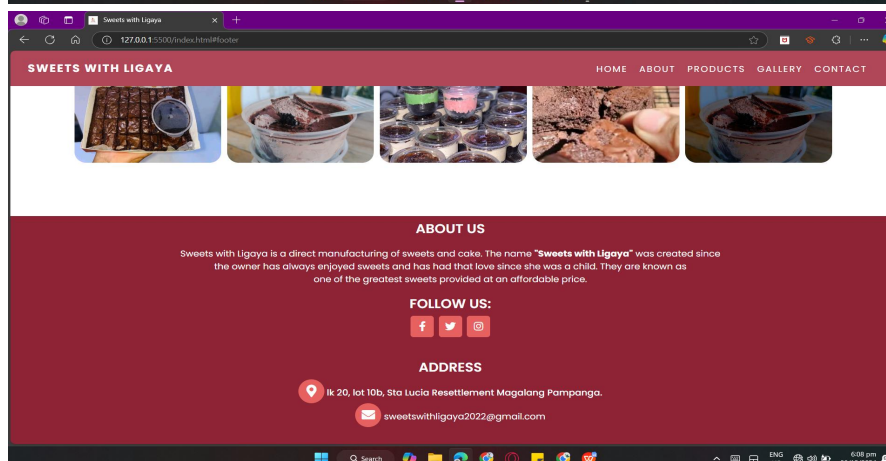 Sweets with Ligaya
127.0.0.1:5500/index.html#footer
SWEETS WITH LIGAYA
HOME ABOUT PRODUCTS GALLERY CONTACT
ABOUT US
Sweets with Ligaya is a direct manufacturing of sweets and cake. The name "Sweets with Ligaya" was created since
the owner has always enjoyed sweets and has had that love since she was a child. They are known as
one of the greatest sweets provided at an affordable price.
FOLLOW US:
ADDRESS
lk 20, lot 10b, Sta Lucia Resettlement Magalang Pampanga.
sweetswithligaya2022@gmail.com
Search
ENG
6:08 pm